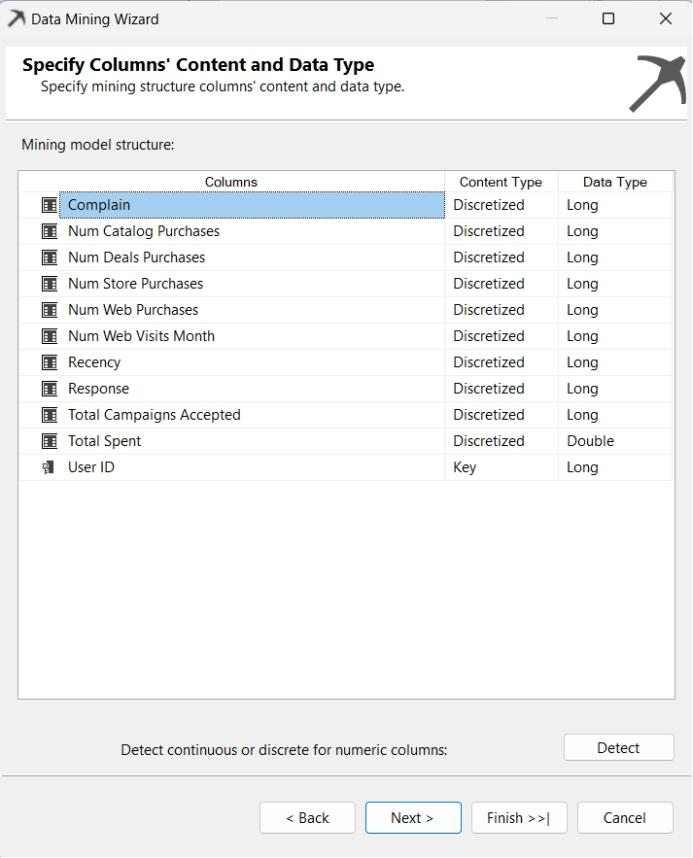 Data Mining Wizard
Specify Columns' Content and Data Type
Specify mining structure columns' content and data type.
Mining model structure:
Columns Content Type Data Type
Complain Discretized Long
Num Catalog Purchases Discretized Long
Num Deals Purchases Discretized Long
Num Store Purchases Discretized Long
Num Web Purchases Discretized Long
Num Web Visits Month Discretized Long
Recency Discretized Long
Response Discretized Long
Total Campaigns Accepted Discretized Long
Total Spent Discretized Double
User ID Key Long
Detect continuous or discrete for numeric columns: Detect
< Back Next > Finish >>| Cancel